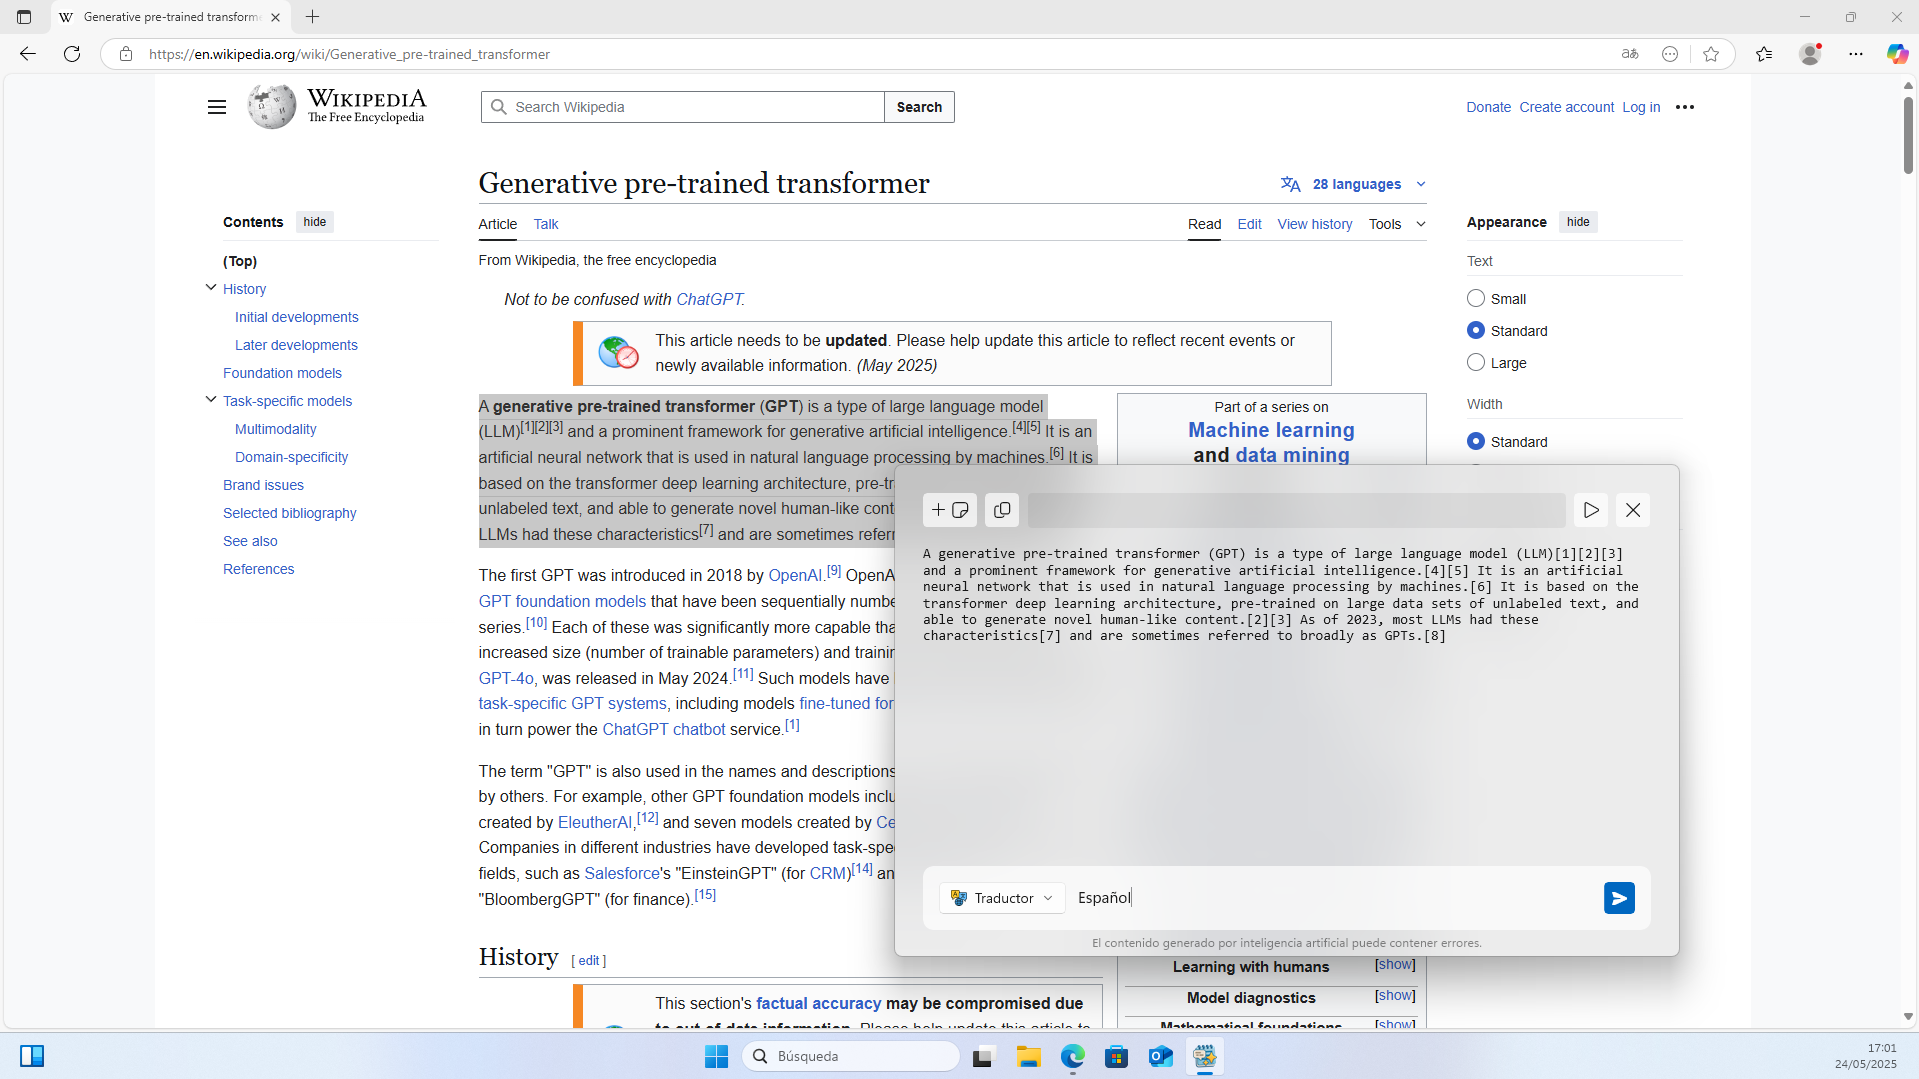 Generative pre-trained transforme
https://en.wikipedia.org/wiki/Generative_pre-trained_transformer
WIKIPEDIA
The Free Encyclopedia
Search Wikipedia
Search
Donate Create account Log in
Generative pre-trained transformer
28 languages
Contents hide
(Top)
History
Initial developments
Later developments
Foundation models
Task-specific models
Multimodality
Domain-specificity
Brand issues
Selected bibliography
See also
References
Article Talk
Read Edit View history Tools
From Wikipedia, the free encyclopedia
Not to be confused with ChatGPT.
This article needs to be updated. Please help update this article to reflect recent events or
newly available information. (May 2025)
A generative pre-trained transformer (GPT) is a type of large language model
(LLM)[1][2][3] and a prominent framework for generative artificial intelligence.[4][5] It is an
artificial neural network that is used in natural language processing by machines.[6] It is
based on the transformer deep learning architecture, pre-tr
unlabeled text, and able to generate novel human-like cont
LLMs had these characteristics[7] and are sometimes referr
The first GPT was introduced in 2018 by OpenAI.[9] OpenA
GPT foundation models that have been sequentially numbe
series.[10] Each of these was significantly more capable tha
increased size (number of trainable parameters) and trainin
GPT-4o, was released in May 2024.[11] Such models have
task-specific GPT systems, including models fine-tuned for
in turn power the ChatGPT chatbot service.[1]
The term "GPT" is also used in the names and descriptions
by others. For example, other GPT foundation models inclu
created by EleutherAI,[12] and seven models created by Ce
Companies in different industries have developed task-spe
fields, such as Salesforce's "EinsteinGPT" (for CRM)[14] an
"BloombergGPT" (for finance).[15]
History [ edit ]
This section's factual accuracy may be compromised due
to out-of-date information. Please help update this article to
Part of a series on
Machine learning
and data mining
Learning with humans [show]
Model diagnostics [show]
Mathematical foundations [show]
Appearance hide
Text
Small
Standard
Large
Width
Standard
A generative pre-trained transformer (GPT) is a type of large language model (LLM)[1][2][3]
and a prominent framework for generative artificial intelligence.[4][5] It is an artificial
neural network that is used in natural language processing by machines.[6] It is based on the
transformer deep learning architecture, pre-trained on large data sets of unlabeled text, and
able to generate novel human-like content.[2][3] As of 2023, most LLMs had these
characteristics[7] and are sometimes referred to broadly as GPTs.[8]
Traductor Español
El contenido generado por inteligencia artificial puede contener errores.
Búsqueda
17:01
24/05/2025